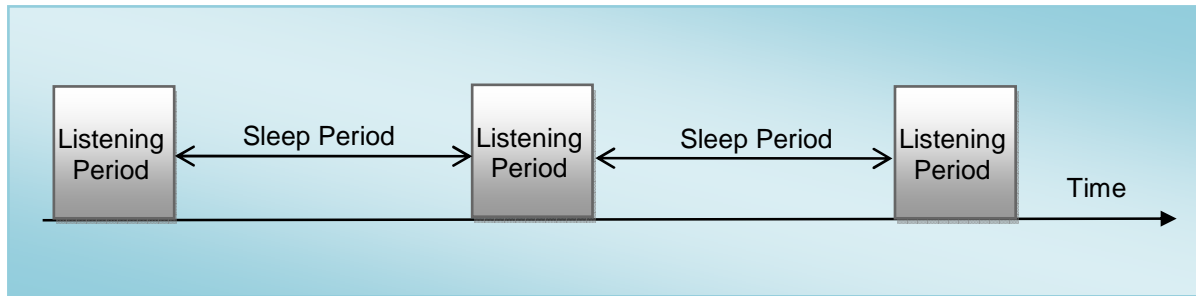 Listening
Period
Sleep Period
Listening
Period
Sleep Period
Listening
Period
Time